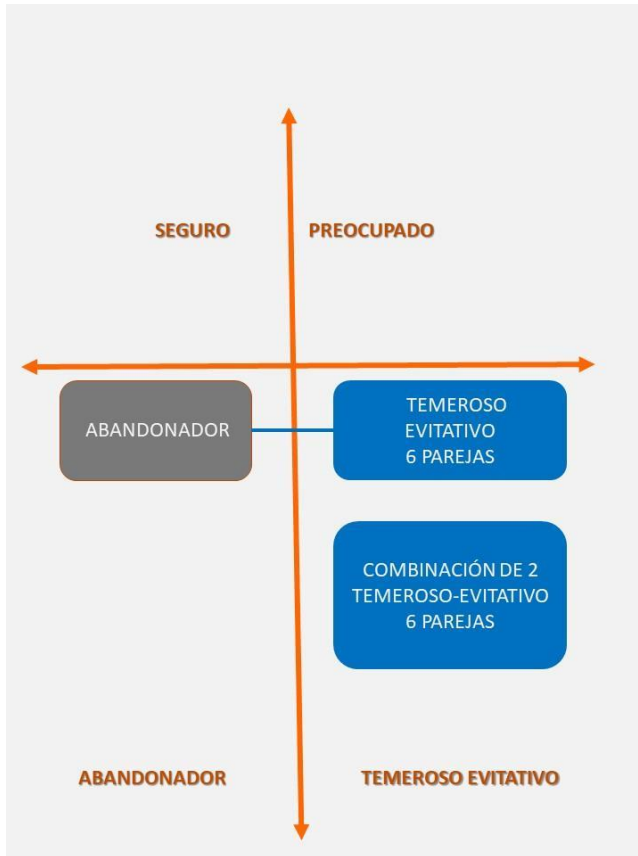 SEGURO
PREOCUPADO
ABANDONADOR
TEMEROSO
EVITATIVO
6 PAREJAS
COMBINACIÓN DE 2
TEMEROSO-EVITATIVO
6 PAREJAS
ABANDONADOR
TEMEROSO EVITATIVO